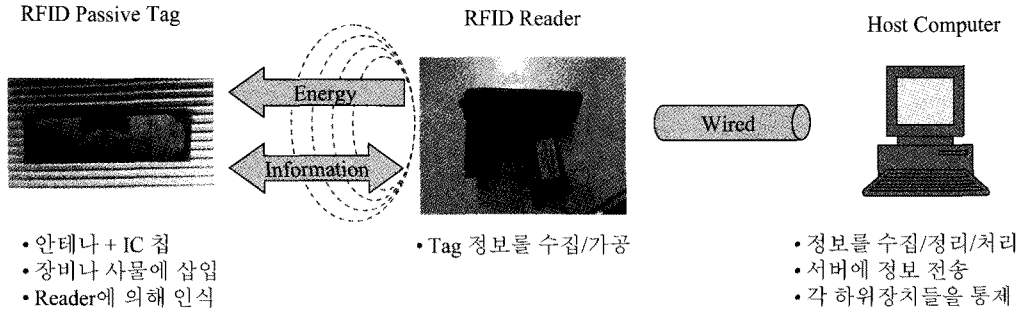 RFID Passive Tag
RFID Reader
Host Computer
Energy
Information
Wired
• 안테나 + IC 칩
• 장비나 사물에 삽입
• Reader에 의해 인식
• Tag 정보를 수집/가공
• 정보를 수집/정리/처리
• 서버에 정보 전송
• 각 하위장치들을 통제